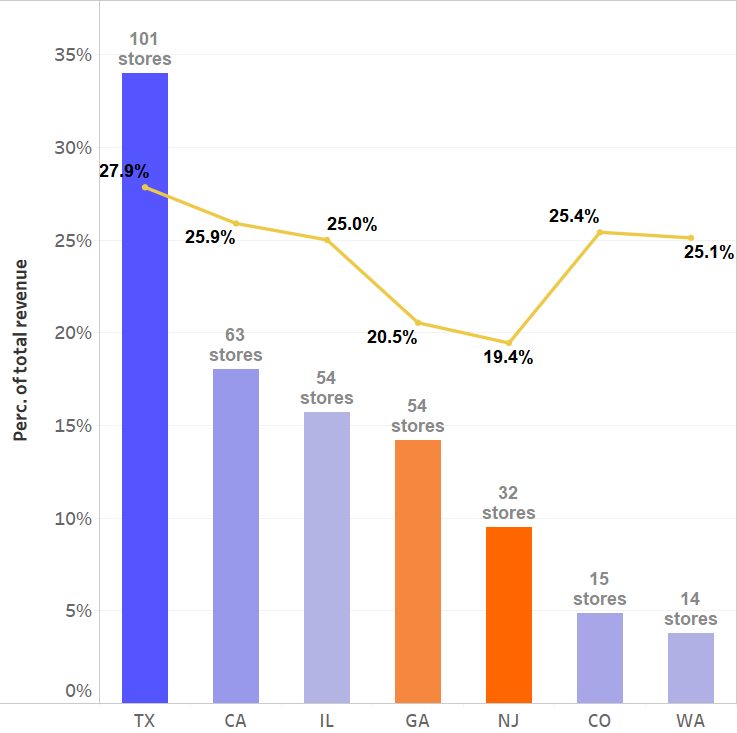 101
stores
35%
30%
27.9%
25.0%
25.4%
25.9%
25%
25.1%
20%
20.5%
63
stores
19.4%
54
stores
54
stores
15%
32
stores
10%
15
stores
14
stores
5%
0%
Perc. of total revenue
TX CA IL GA NJ CO WA